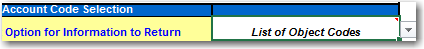 Account Code Selection
Option for Information to Return List of Object Codes